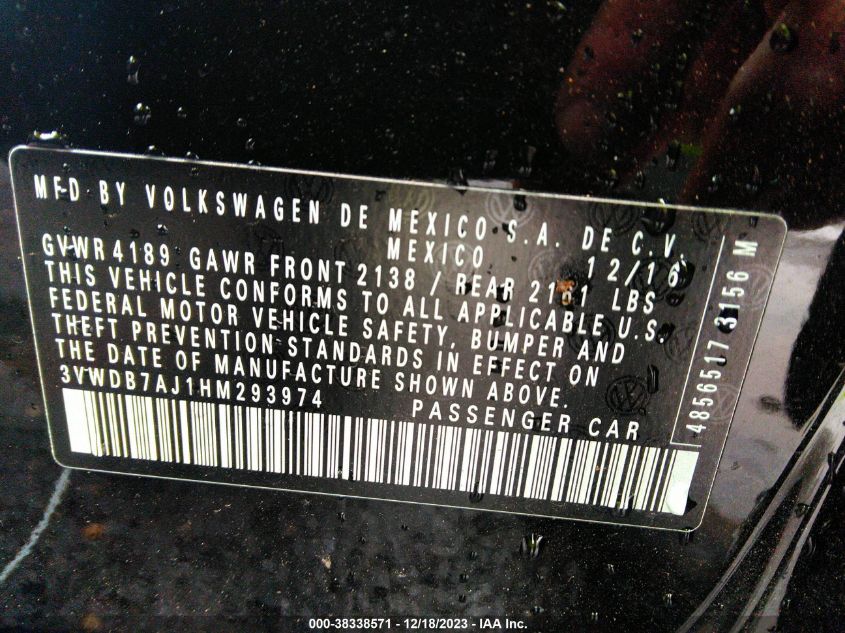 MFD BY VOLKSWAGEN DE MEXICO S.A. DE C.V.
MEXICO 12/16
GVWR 4189 GAWR FRONT 2138 / REAR 2161 LBS
THIS VEHICLE CONFORMS TO ALL APPLICABLE U.S.
FEDERAL MOTOR VEHICLE SAFETY, BUMPER AND
THEFT PREVENTION STANDARDS IN EFFECT ON
THE DATE OF MANUFACTURE SHOWN ABOVE.
3VWDB7AJ1HM293974 PASSENGER CAR
4856517 3156 M
000-38338571 - 12/18/2023 - IAA Inc.